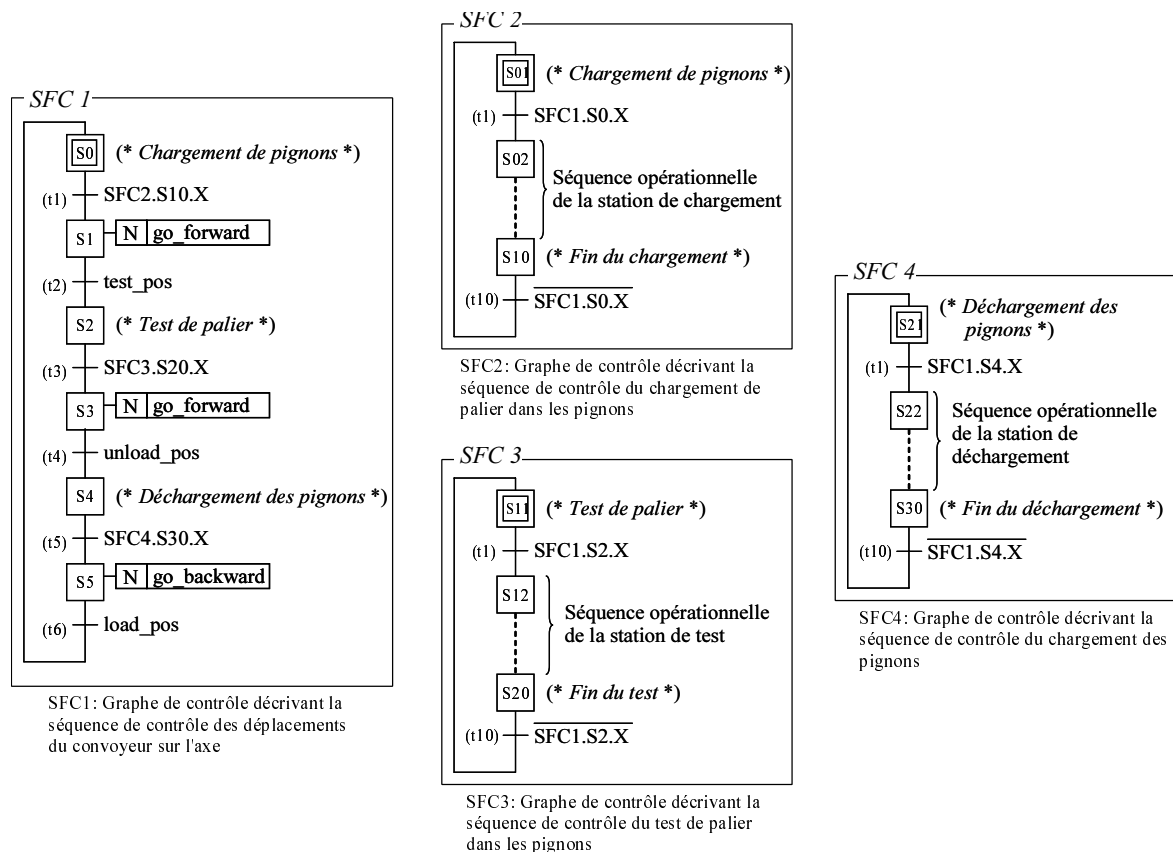 SFC 1
S0 (* Chargement de pignons *)
(t1) SFC2.S10.X
S1 N go_forward
(t2) test_pos
S2 (* Test de palier *)
(t3) SFC3.S20.X
S3 N go_forward
(t4) unload_pos
S4 (* Déchargement des pignons *)
(t5) SFC4.S30.X
S5 N go_backward
(t6) load_pos
SFC1: Graphe de contrôle décrivant la
séquence de contrôle des déplacements
du convoyeur sur l'axe
SFC 2
S01 (* Chargement de pignons *)
(t1) SFC1.S0.X
S02
Séquence opérationnelle
de la station de chargement
S10 (* Fin du chargement *)
(t10) SFC1.S0.X
SFC2: Graphe de contrôle décrivant la
séquence de contrôle du chargement de
palier dans les pignons
SFC 3
S11 (* Test de palier *)
(t1) SFC1.S2.X
S12
Séquence opérationnelle
de la station de test
S20 (* Fin du test *)
(t10) SFC1.S2.X
SFC3: Graphe de contrôle décrivant la
séquence de contrôle du test de palier
dans les pignons
SFC 4
S21 (* Déchargement des
pignons *)
(t1) SFC1.S4.X
S22
Séquence opérationnelle
de la station de
déchargement
S30 (* Fin du déchargement *)
(t10) SFC1.S4.X
SFC4: Graphe de contrôle décrivant la
séquence de contrôle du chargement des
pignons